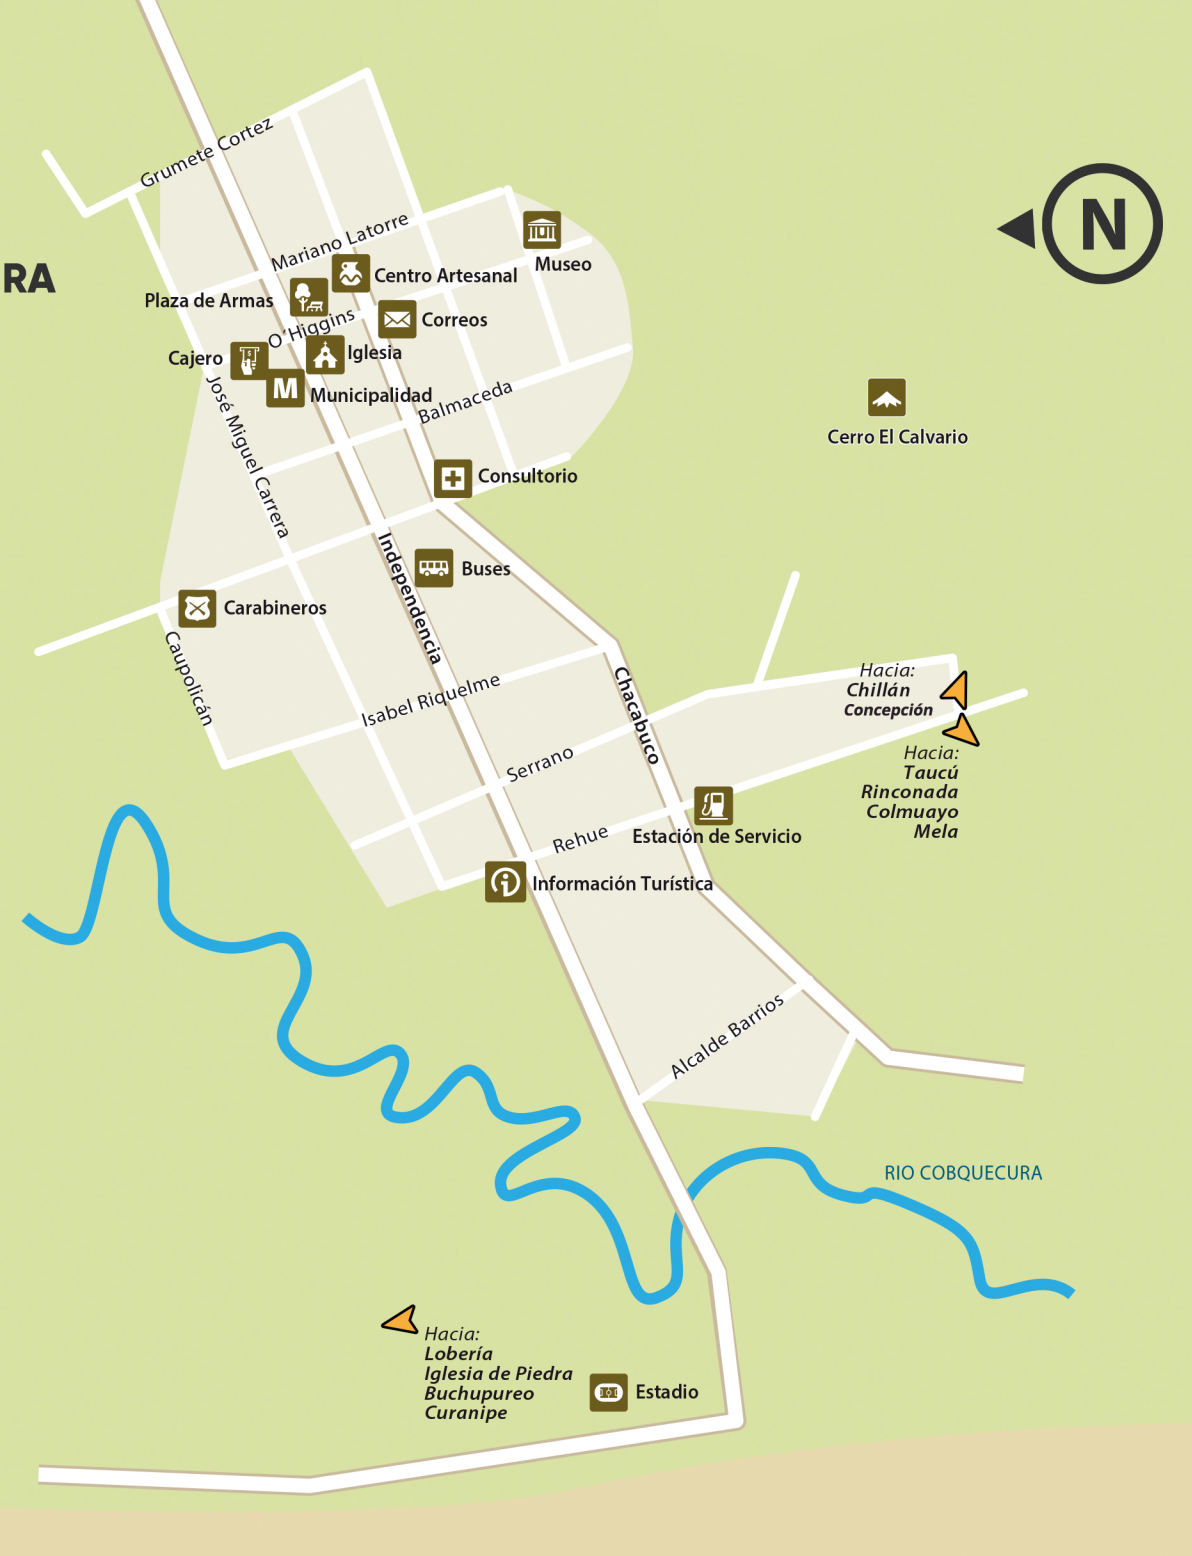 Grumete Cortez
N
Mariano Latorre
Museo
RA
Centro Artesanal
Plaza de Armas
O´Higgins
Correos
Iglesia
Cajero
M
Municipalidad
José Miguel Carrera
Balmaceda
Cerro El Calvario
Consultorio
Independencia
Buses
Carabineros
Caupolicán
Isabel Riquelme
Chacabuco
Hacia:
Chillán
Concepción
Serrano
Hacia:
Taucú
Rinconada
Colmuayo
Mela
Rehue
Estación de Servicio
i
Información Turística
Alcalde Barrios
RIO COBQUECURA
Hacia:
Lobería
Iglesia de Piedra
Buchupureo
Curanipe
Estadio